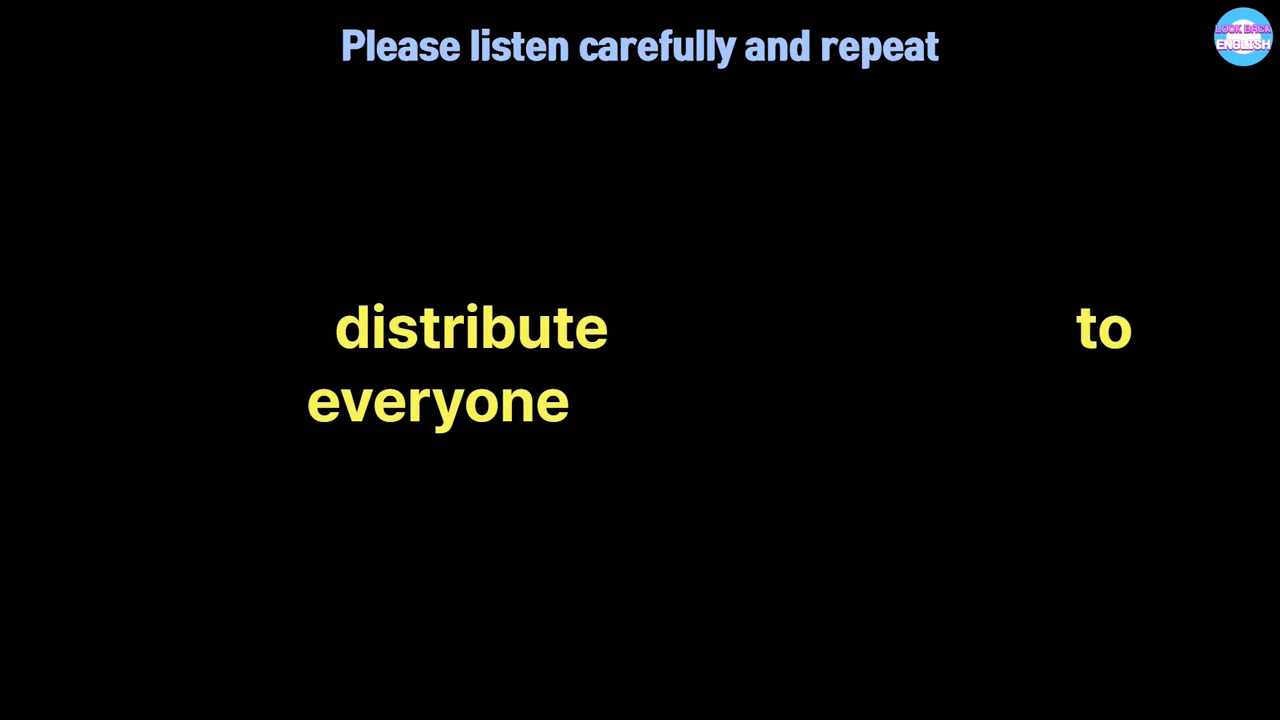 Please listen carefully and repeat
LOOK BACK
ENGLISH
distribute to
everyone